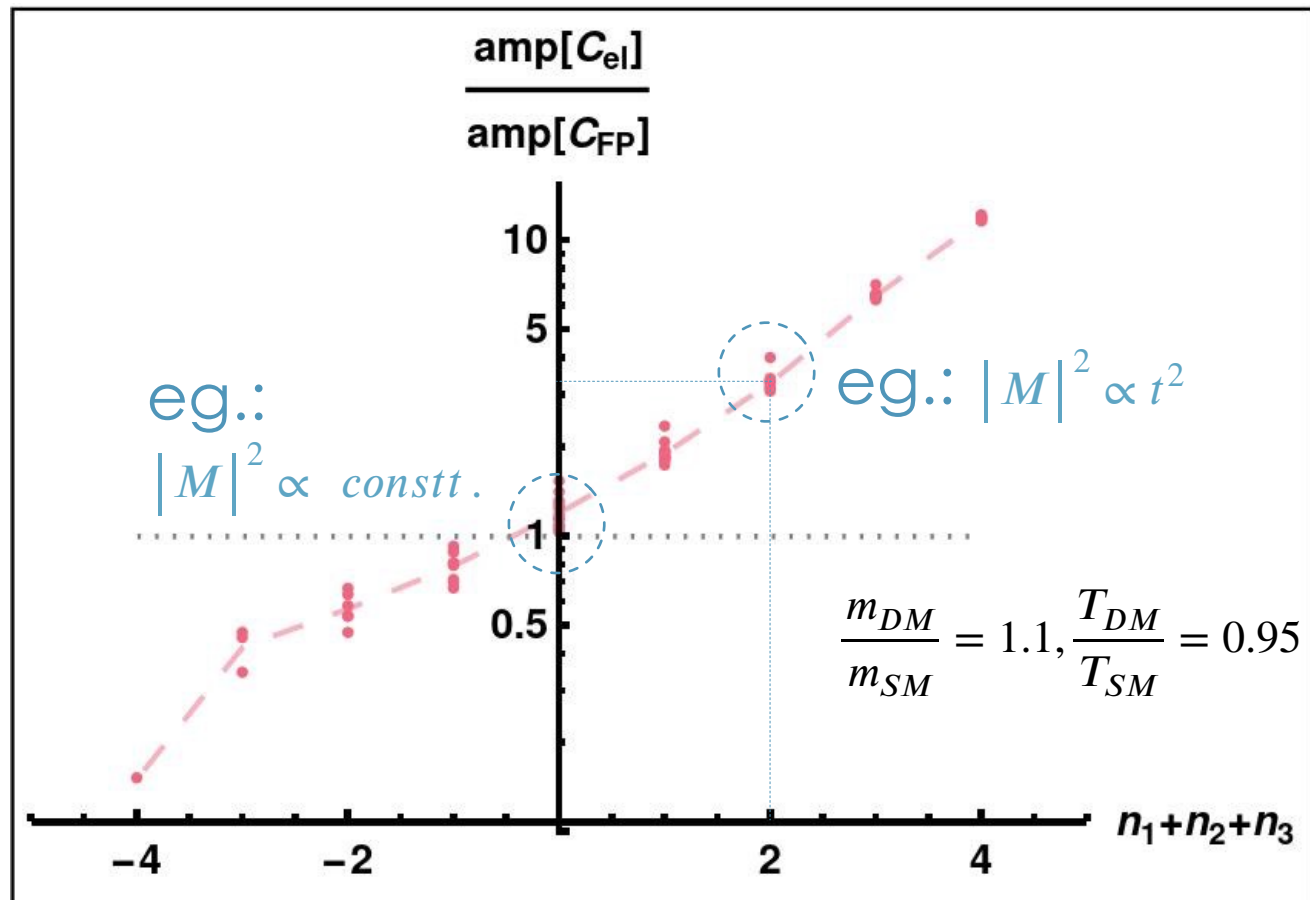 amp[C_el]
amp[C_FP]
10
5
1
0.5
eg.:
|M|² ∝ constt.
eg.: |M|² ∝ t²
m_DM/m_SM = 1.1, T_DM/T_SM = 0.95
−4 −2 2 4
n₁+n₂+n₃